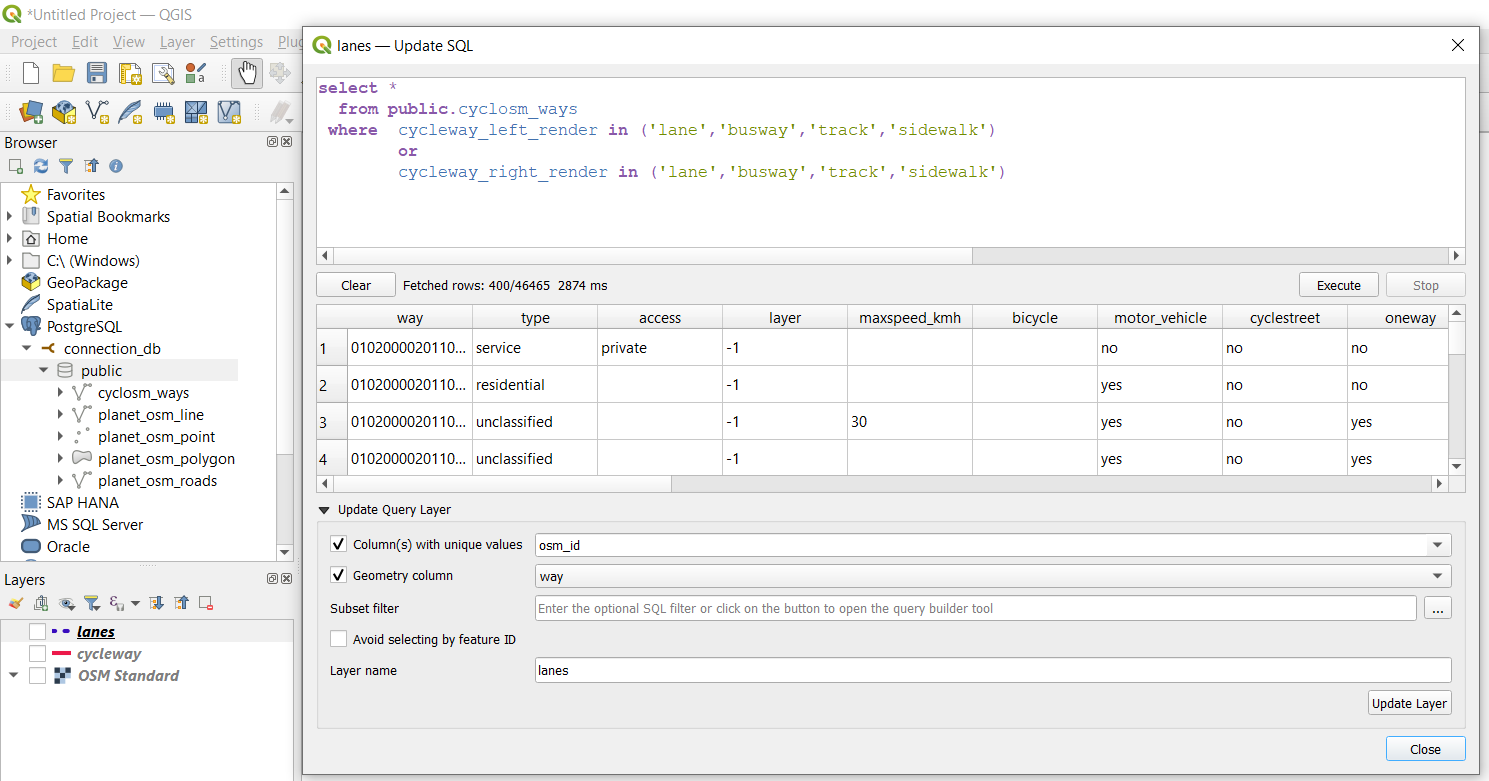 *Untitled Project — QGIS
Project Edit View Layer Settings Plug
Browser
Favorites
Spatial Bookmarks
Home
C:\ (Windows)
GeoPackage
SpatiaLite
PostgreSQL
connection_db
public
cyclosm_ways
planet_osm_line
planet_osm_point
planet_osm_polygon
planet_osm_roads
SAP HANA
MS SQL Server
Oracle
Layers
lanes
cycleway
OSM Standard
lanes — Update SQL
select *
from public.cyclosm_ways
where cycleway_left_render in ('lane','busway','track','sidewalk')
or
cycleway_right_render in ('lane','busway','track','sidewalk')
Clear Fetched rows: 400/46465 2874 ms Execute Stop
way type access layer maxspeed_kmh bicycle motor_vehicle cyclestreet oneway
1 0102000020110... service private -1 no no no
2 0102000020110... residential -1 yes no no
3 0102000020110... unclassified -1 30 yes no yes
4 0102000020110... unclassified -1 yes no yes
Update Query Layer
Column(s) with unique values osm_id
Geometry column way
Subset filter Enter the optional SQL filter or click on the button to open the query builder tool ...
Avoid selecting by feature ID
Layer name lanes
Update Layer
Close